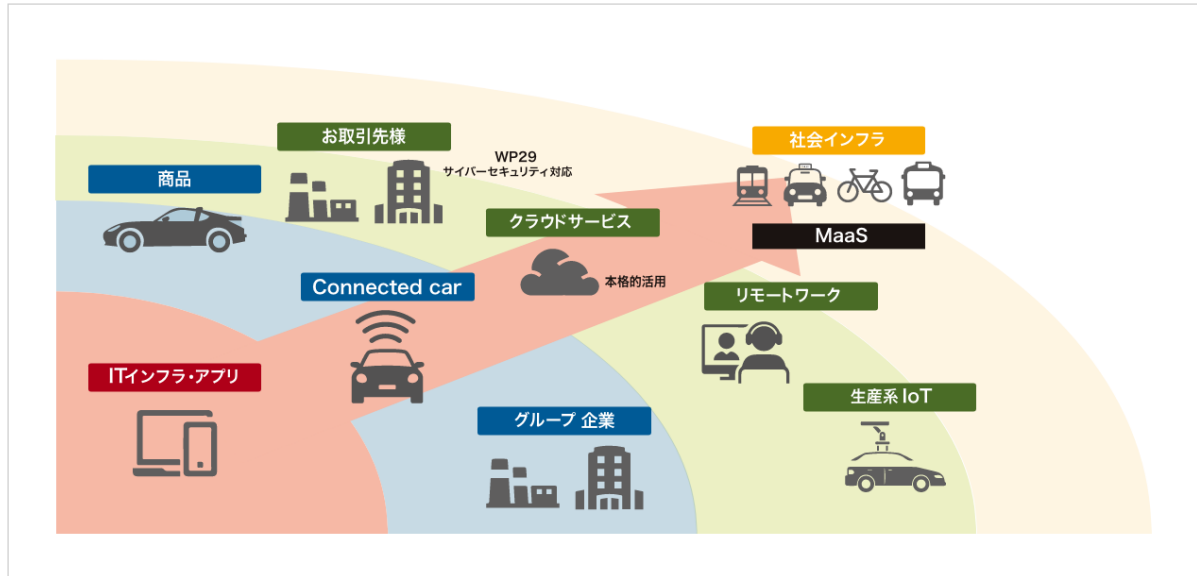 お取引先様
社会インフラ
WP29
サイバーセキュリティ対応
商品
クラウドサービス
MaaS
本格的活用
Connected car
リモートワーク
ITインフラ・アプリ
生産系 IoT
グループ 企業